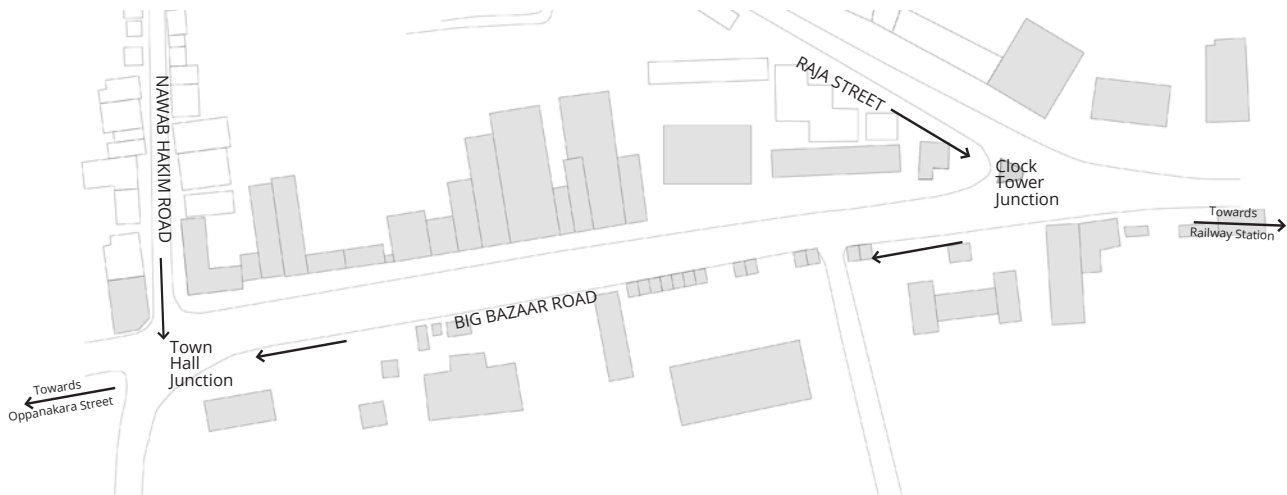 NAWAB HAKIM ROAD
RAJA STREET
Clock
Tower
Junction
Towards
Railway Station
BIG BAZAAR ROAD
Town
Hall
Junction
Towards
Oppanakara Street